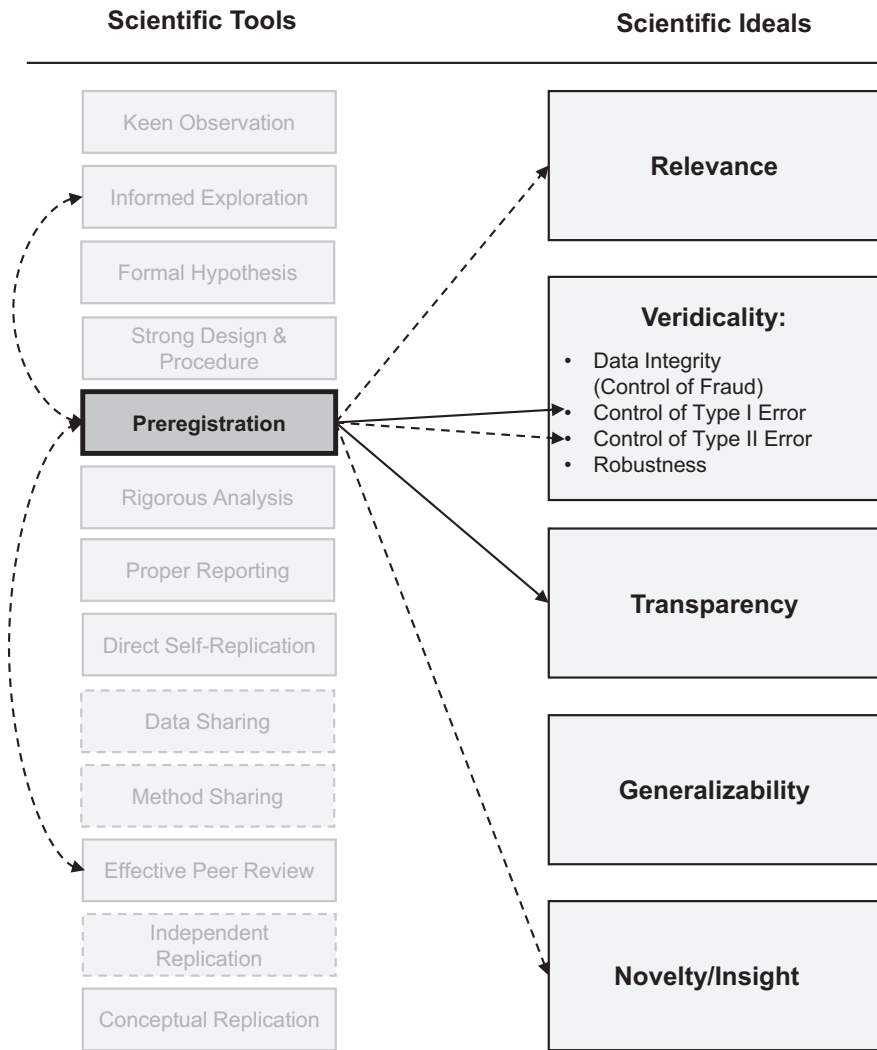 Scientific Tools
Keen Observation
Informed Exploration
Formal Hypothesis
Strong Design &
Procedure
Preregistration
Rigorous Analysis
Proper Reporting
Direct Self-Replication
Data Sharing
Method Sharing
Effective Peer Review
Independent
Replication
Conceptual Replication
Scientific Ideals
Relevance
Veridicality:
• Data Integrity
(Control of Fraud)
• Control of Type I Error
• Control of Type II Error
• Robustness
Transparency
Generalizability
Novelty/Insight